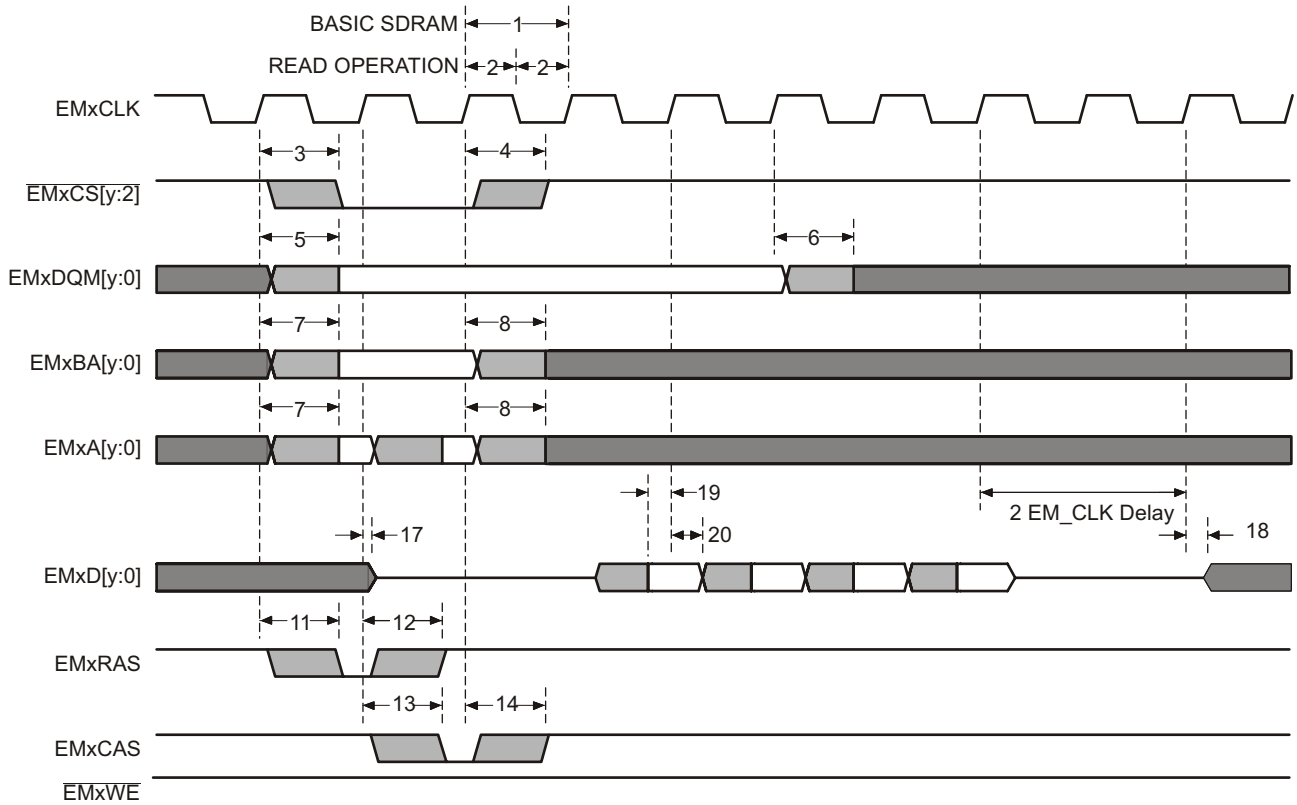 BASIC SDRAM
1
READ OPERATION
2 2
EMxCLK
3 4
EMxCS[y:2]
5 6
EMxDQM[y:0]
7 8
EMxBA[y:0]
7 8
EMxA[y:0]
19
2 EM_CLK Delay
17 20 18
EMxD[y:0]
11 12
EMxRAS
13 14
EMxCAS
EMxWE